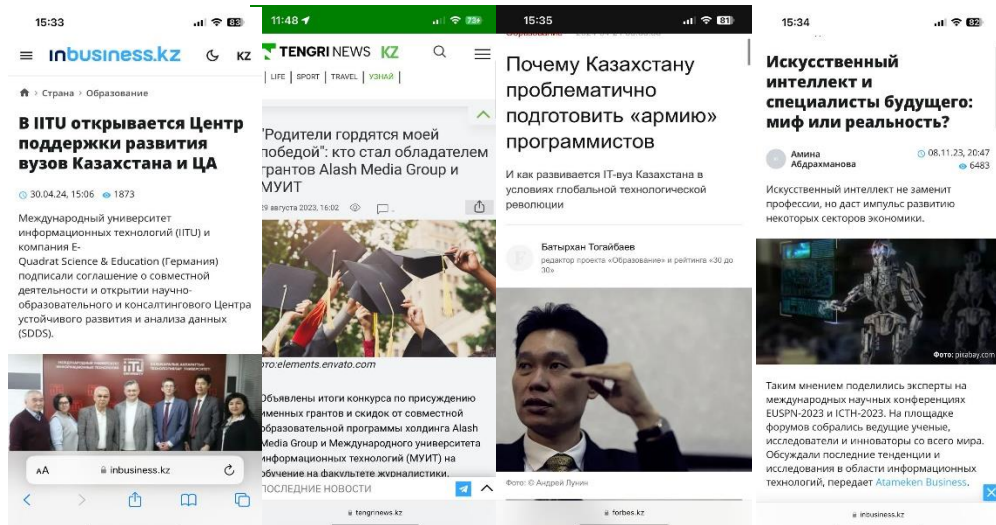 15:33
83
inbusiness.kz
KZ
Страна > Образование
В IITU открывается Центр
поддержки развития
вузов Казахстана и ЦА
30.04.24, 15:06 1873
Международный университет
информационных технологий (IITU) и
компания E-
Quadrat Science & Education (Германия)
подписали соглашение о совместной
деятельности и открытии научно-
образовательного и консалтингового Центра
устойчивого развития и анализа данных
(SDDS).
IITU
AA inbusiness.kz
11:48
73
TENGRI NEWS KZ
LIFE | SPORT | TRAVEL | УЗНАЙ |
"Родители гордятся моей
победой": кто стал обладателем
грантов Alash Media Group и
МУИТ
29 августа 2023, 16:02
фото:elements.envato.com
Объявлены итоги конкурса по присуждению
именных грантов и скидок от совместной
образовательной программы холдинга Alash
Media Group и Международного университета
информационных технологий (МУИТ) на
обучение на факультете журналистики.
ПОСЛЕДНИЕ НОВОСТИ
tengrinews.kz
15:35
81
Почему Казахстану
проблематично
подготовить «армию»
программистов
И как развивается IT-вуз Казахстана в
условиях глобальной технологической
революции
Батырхан Тогайбаев
редактор проекта «Образование» и рейтинга «30 до
30»
Фото: © Андрей Лунин
forbes.kz
15:34
82
Искусственный
интеллект и
специалисты будущего:
миф или реальность?
Амина
Абдрахманова
08.11.23, 20:47
6483
Искусственный интеллект не заменит
профессии, но даст импульс развитию
некоторых секторов экономики.
Фото: pixabay.com
Таким мнением поделились эксперты на
международных научных конференциях
EUSPN-2023 и ICTH-2023. На площадке
форумов собрались ведущие ученые,
исследователи и инноваторы со всего мира.
Обсуждали последние тенденции и
исследования в области информационных
технологий, передает Atameken Business.
inbusiness.kz